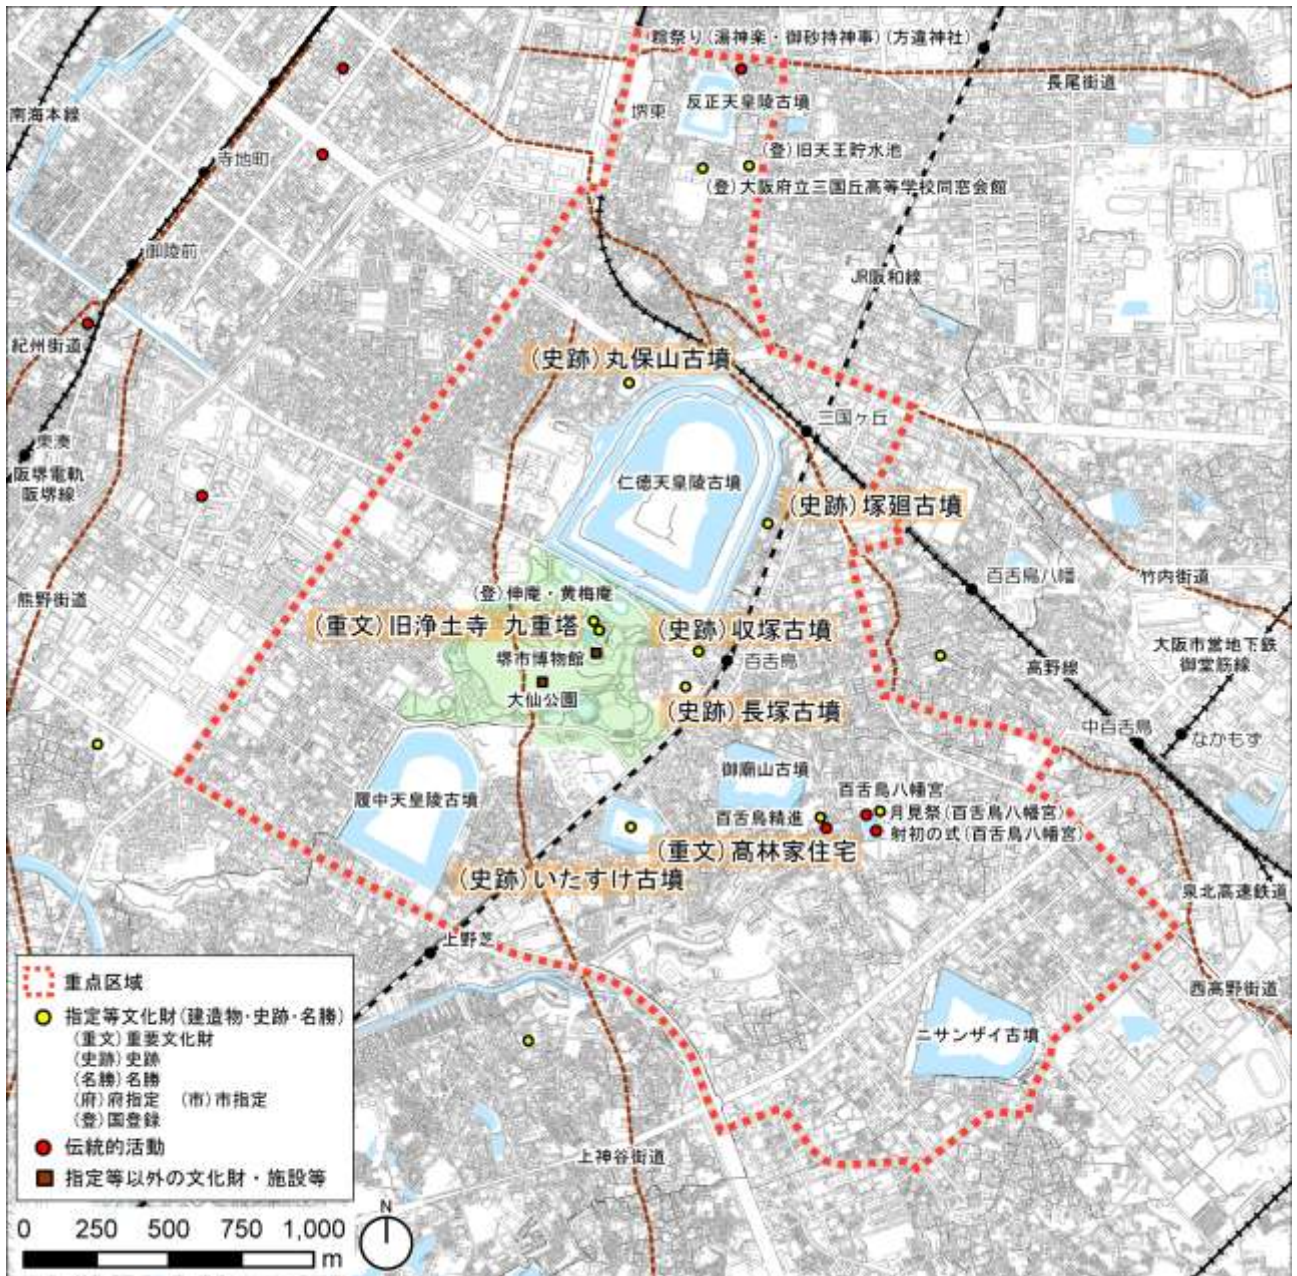 粽祭り(湯神楽・御砂持神事)(方違神社)
長尾街道
南海本線
反正天皇陵古墳
堺東
寺地町
(登)旧天王貯水池
(登)大阪府立三国丘高等学校同窓会館
御陵前
JR阪和線
紀州街道
(史跡)丸保山古墳
三国ヶ丘
東湊
阪堺電軌
阪堺線
仁徳天皇陵古墳
(史跡)塚廻古墳
百舌鳥八幡
竹内街道
熊野街道
(登)伸庵・黄梅庵
(重文)旧浄土寺 九重塔
(史跡)収塚古墳
大阪市営地下鉄
御堂筋線
堺市博物館
百舌鳥
高野線
大仙公園
(史跡)長塚古墳
中百舌鳥
なかもず
御廟山古墳
履中天皇陵古墳
百舌鳥八幡宮
百舌鳥精進
月見祭(百舌鳥八幡宮)
射初の式(百舌鳥八幡宮)
(重文)髙林家住宅
(史跡)いたすけ古墳
泉北高速鉄道
上野芝
西高野街道
ニサンザイ古墳
上神谷街道
重点区域
指定等文化財(建造物・史跡・名勝)
(重文)重要文化財
(史跡)史跡
(名勝)名勝
(府)府指定 (市)市指定
(登)国登録
伝統的活動
指定等以外の文化財・施設等
0 250 500 750 1,000
m
N